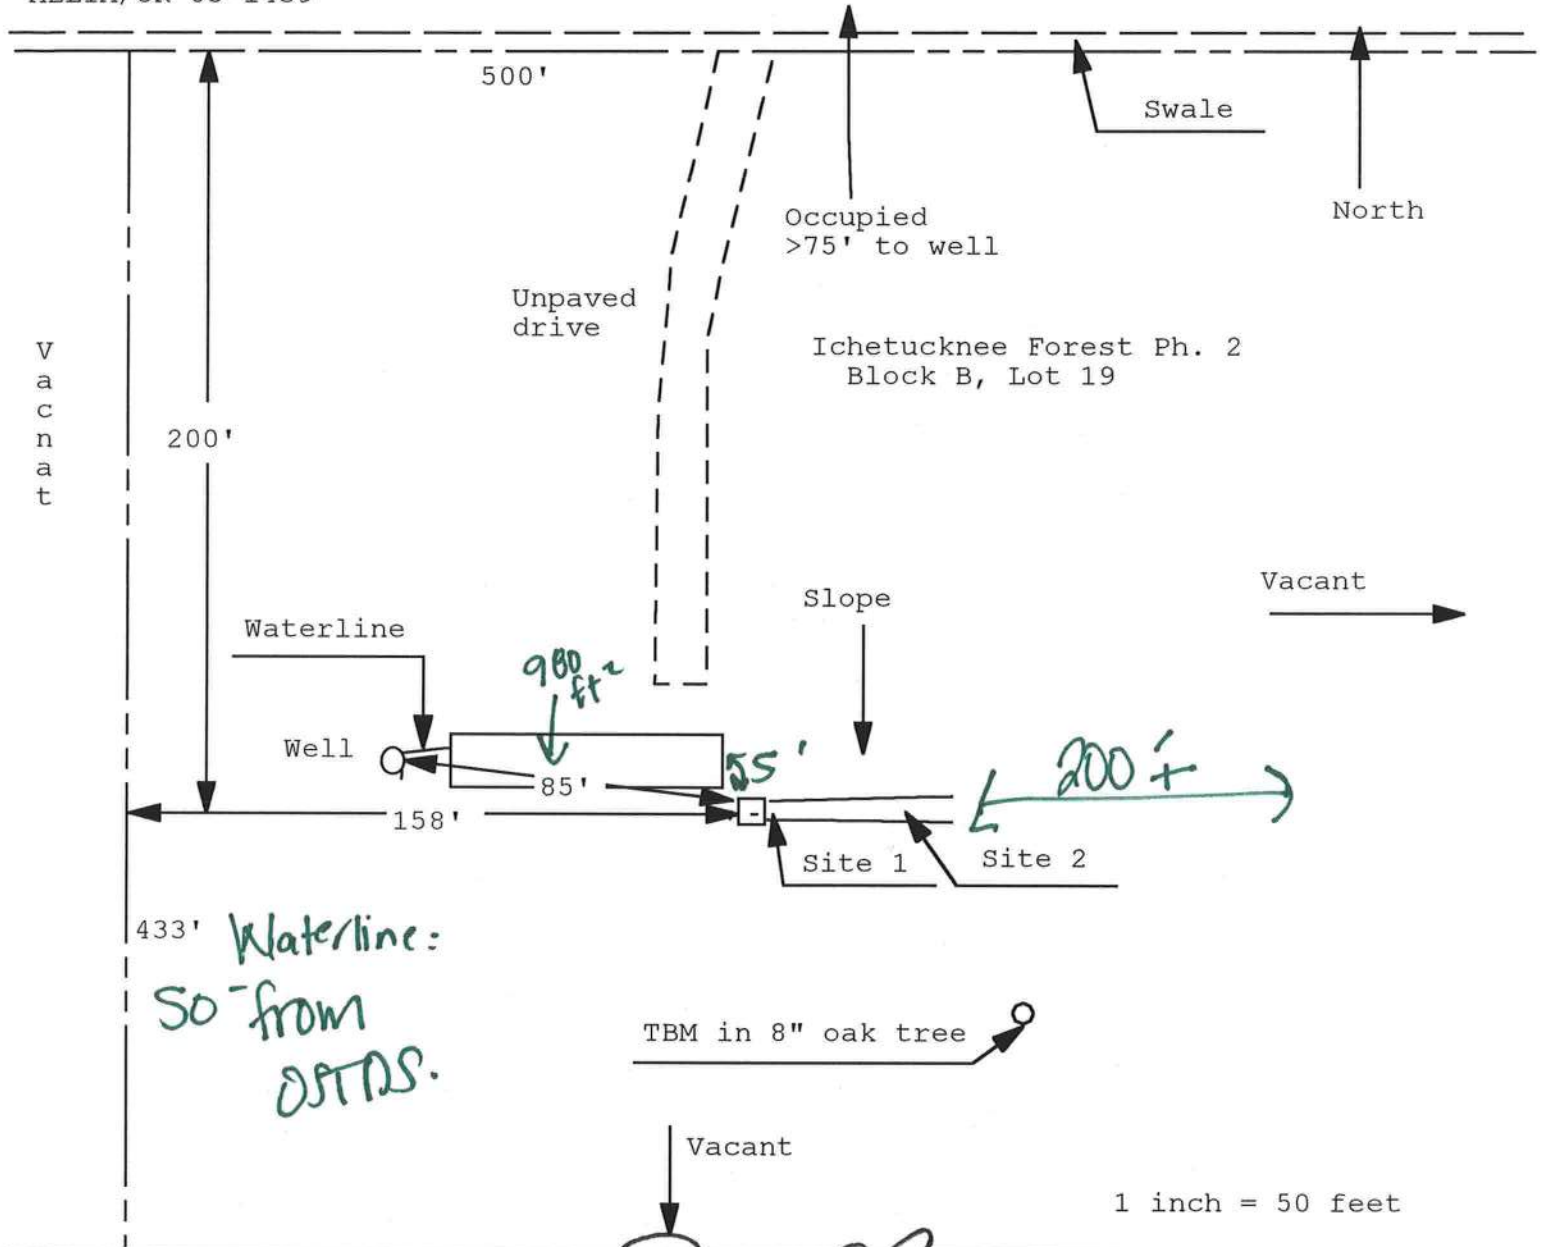 500'
Swale
North
Occupied
>75' to well
Unpaved
drive
Ichetucknee Forest Ph. 2
Block B, Lot 19
Vacnat
200'
Vacant
Slope
Waterline
980
ft²
Well
85'
55'
200'±
158'
Site 1
Site 2
433'
Waterline:
50- from
OSTDS.
TBM in 8" oak tree
Vacant
1 inch = 50 feet